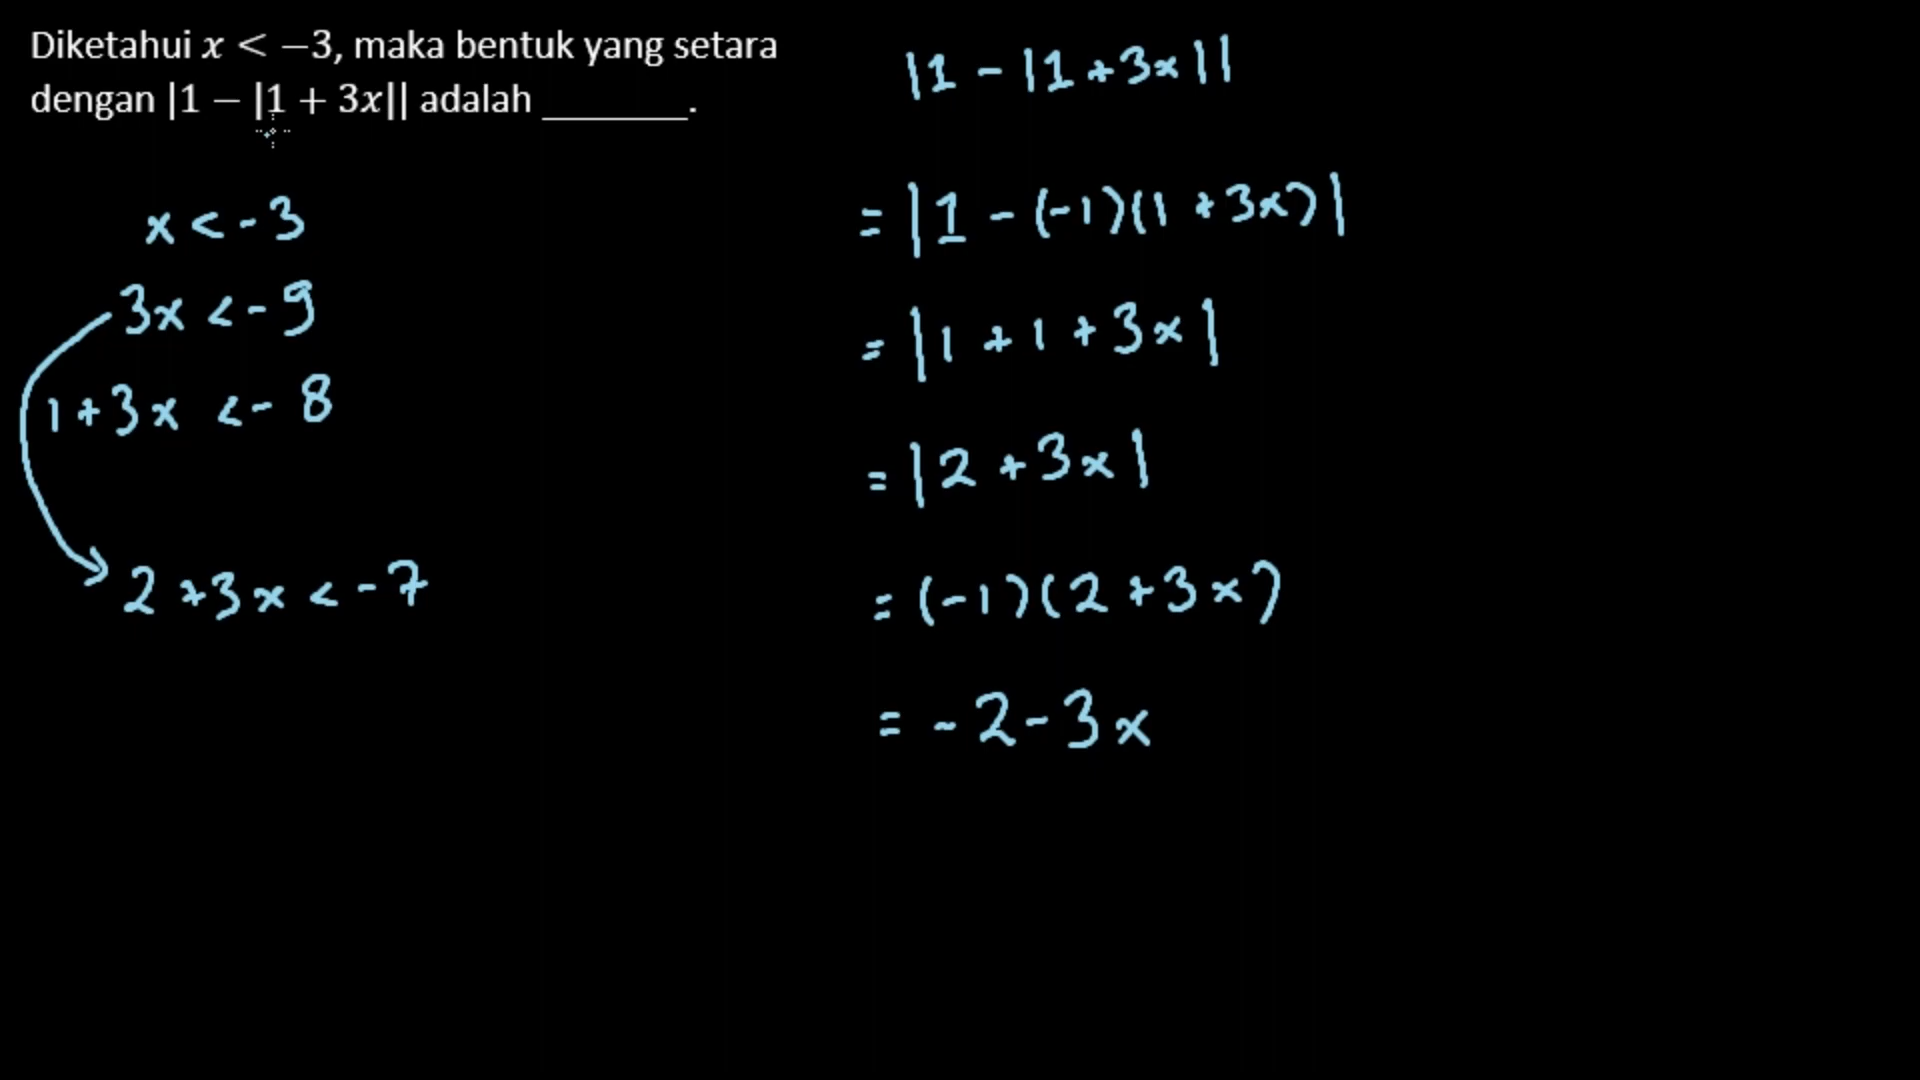 Diketahui x < −3, maka bentuk yang setara
dengan |1 − |1 + 3x|| adalah _______.
x < -3
3x < -9
1 + 3x < -8
2 + 3x < -7
|1 - |1 + 3x||
= |1 - (-1)(1 + 3x)|
= |1 + 1 + 3x|
= |2 + 3x|
= (-1)(2 + 3x)
= -2 - 3x